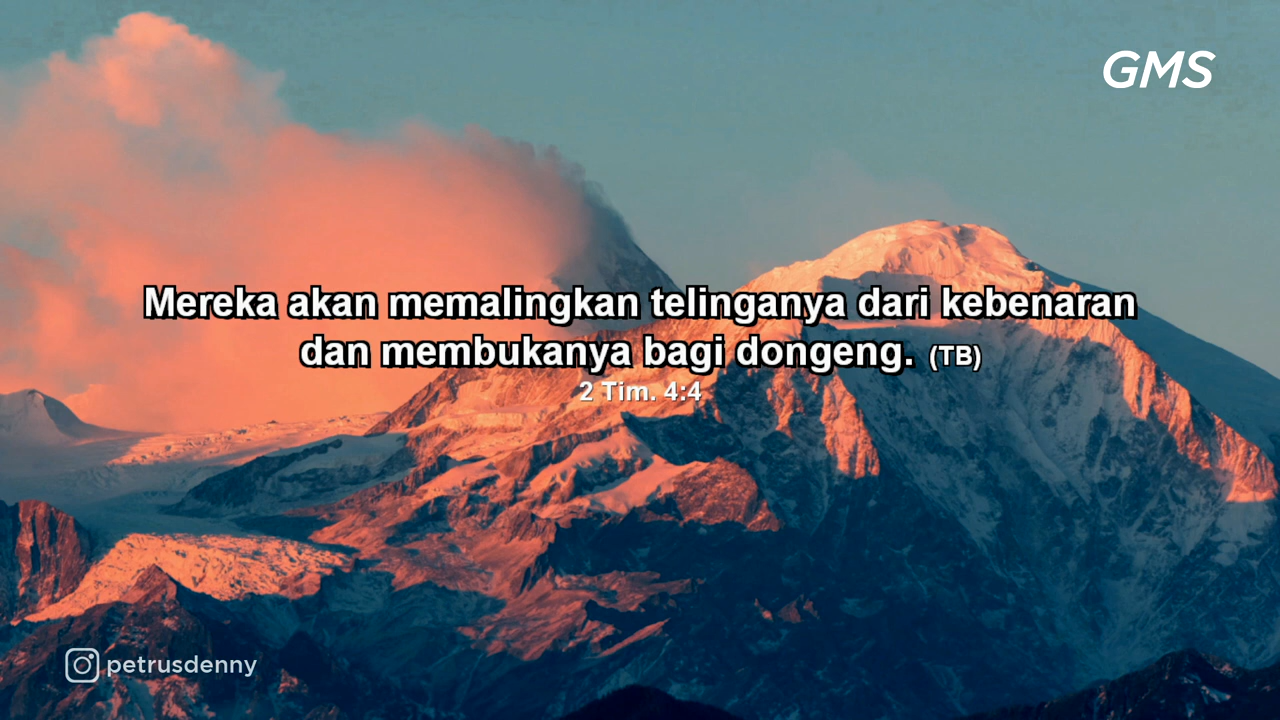 GMS
Mereka akan memalingkan telinganya dari kebenaran
dan membukanya bagi dongeng. (TB)
2 Tim. 4:4
petrusdenny